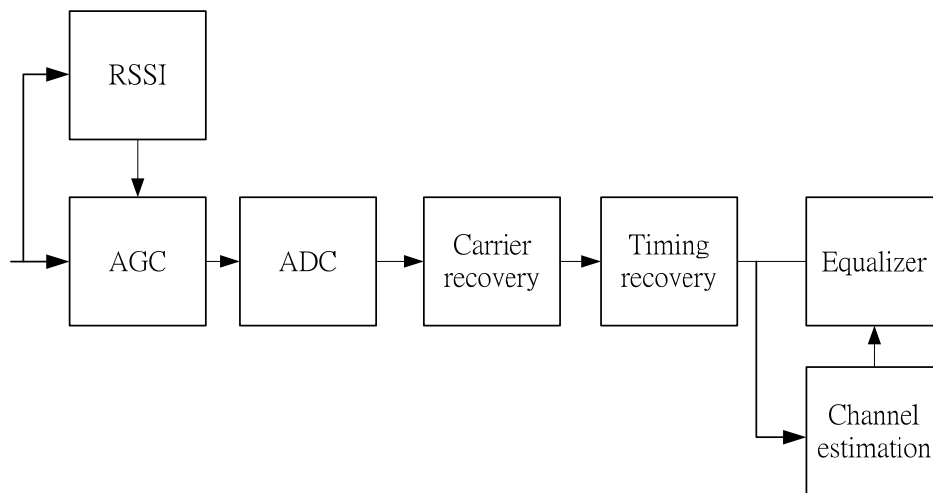 RSSI
AGC
ADC
Carrier
recovery
Timing
recovery
Equalizer
Channel
estimation